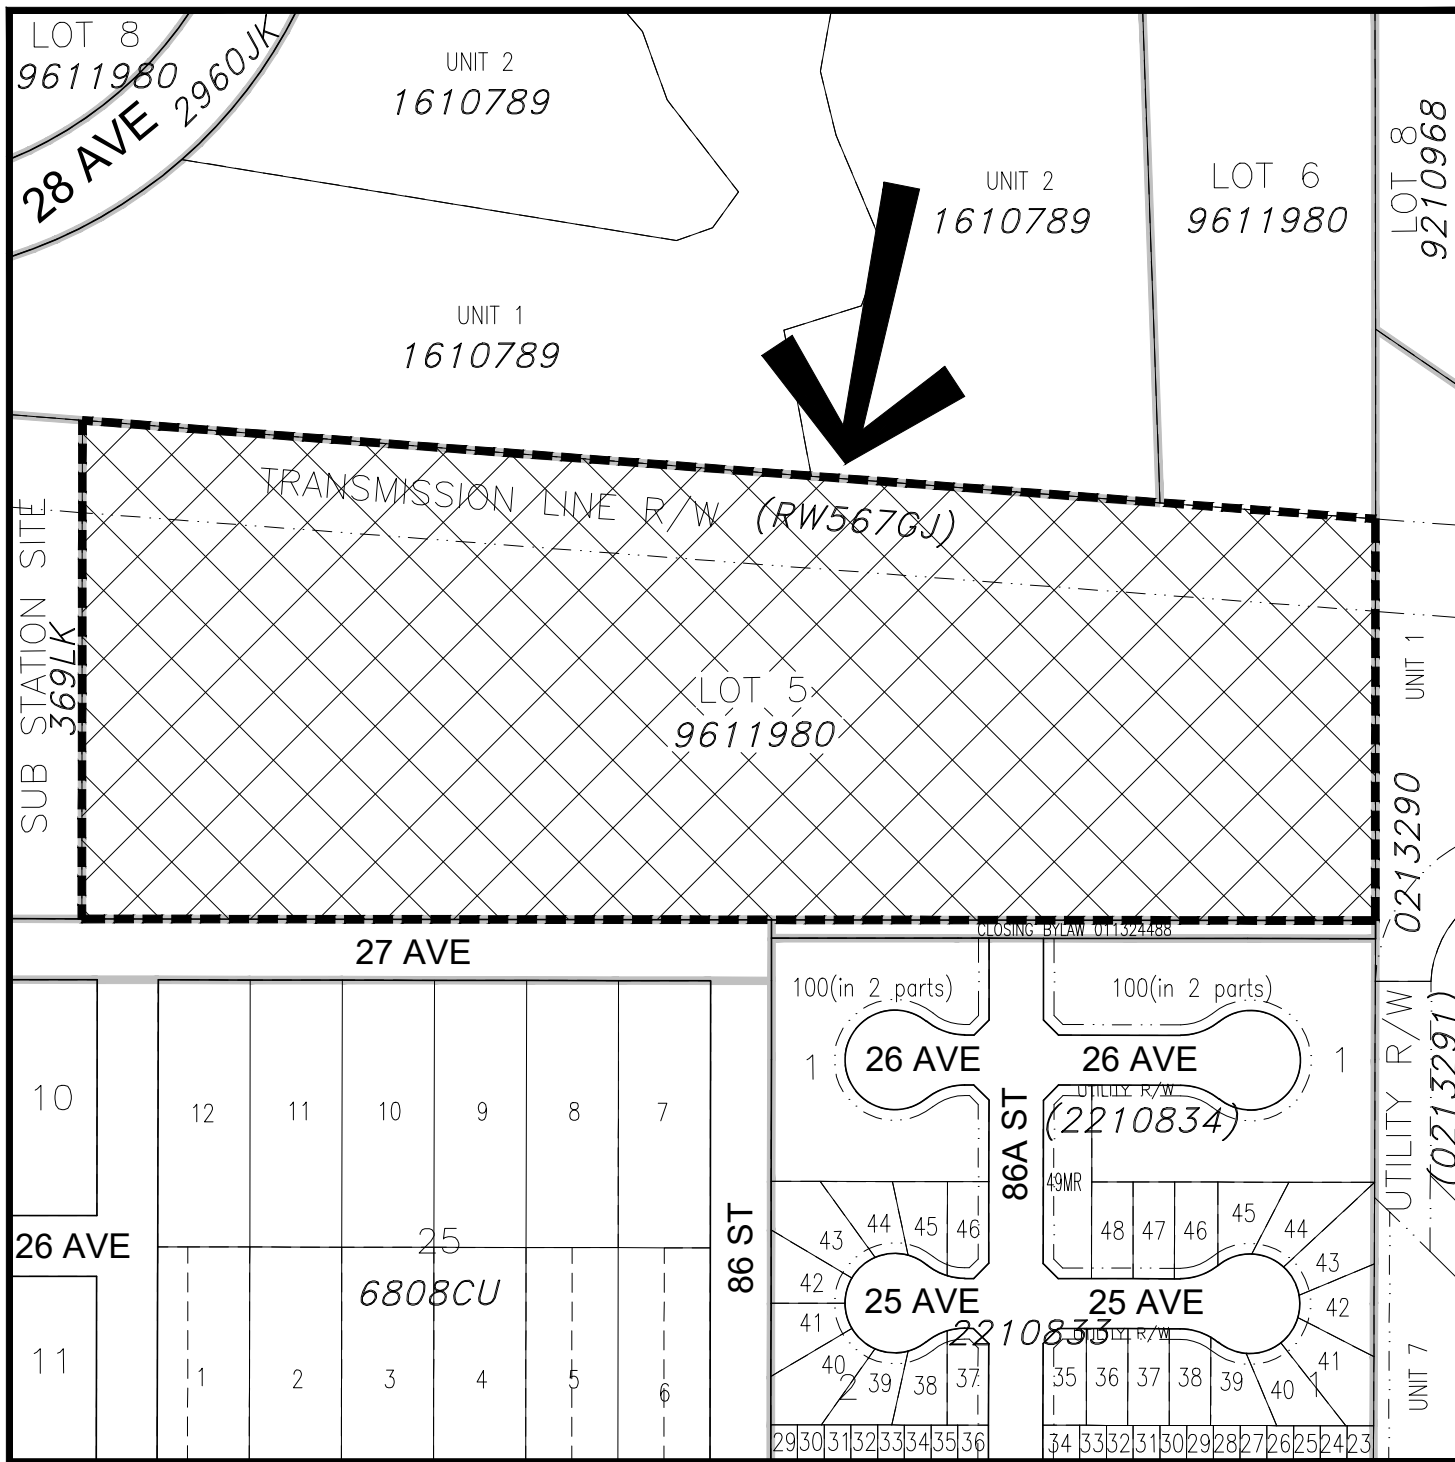 LOT 8
9611980
28 AVE
2960JK
UNIT 2
1610789
UNIT 2
1610789
LOT 6
9611980
LOT 8
9210968
UNIT 1
1610789
TRANSMISSION LINE R/W (RW567GJ)
SUB STATION SITE
369LK
LOT 5
9611980
UNIT 1
0213290
27 AVE
CLOSING BYLAW 011324488
100(in 2 parts)
100(in 2 parts)
1
26 AVE
26 AVE
1
UTILITY R/W
(2210834)
86A ST
49MR
UTILITY R/W
(0213291)
10
12
11
10
9
8
7
26 AVE
25
6808CU
86 ST
11
1
2
3
4
5
6
43
44
45
46
48
47
46
45
44
43
42
42
41
25 AVE
25 AVE
2210833
UTILITY R/W
40
2
39
38
37
35
36
37
38
39
40
1
41
UNIT 7
29
30
31
32
33
34
35
36
34
33
32
31
30
29
28
27
26
25
24
23